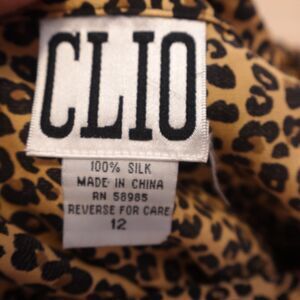 CLIO
100% SILK
MADE IN CHINA
RN 58985
REVERSE FOR CARE
12